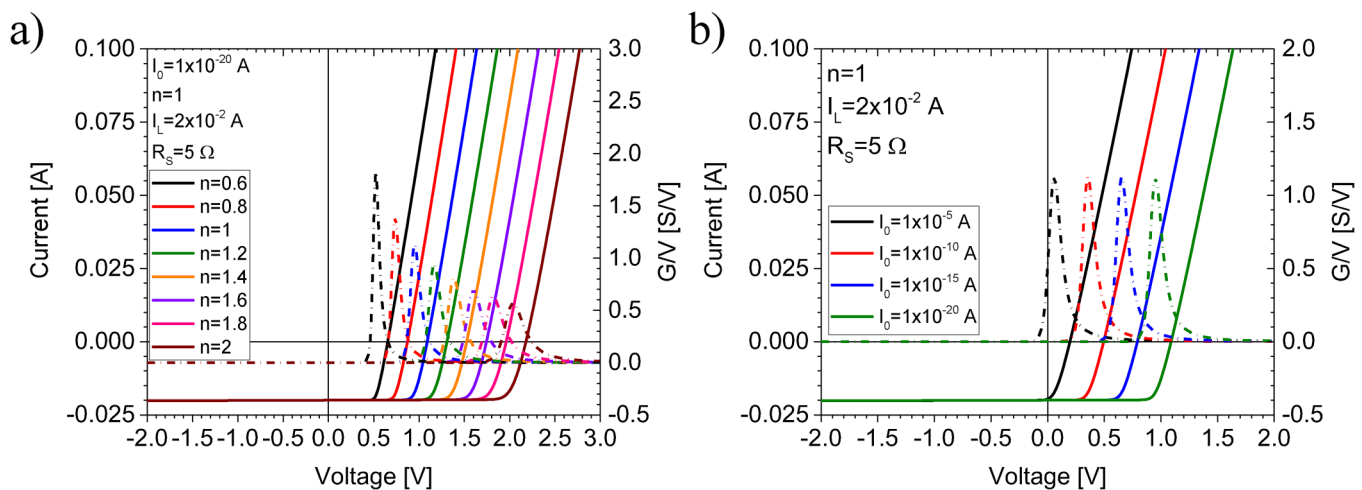 a)
I₀=1x10⁻²⁰ A
n=1
I_L=2x10⁻² A
R_S=5 Ω
n=0.6
n=0.8
n=1
n=1.2
n=1.4
n=1.6
n=1.8
n=2
0.100
0.075
0.050
0.025
0.000
-0.025
Current [A]
3.0
2.5
2.0
1.5
1.0
0.5
0.0
-0.5
G/V [S/V]
-2.0 -1.5 -1.0 -0.5 0.0 0.5 1.0 1.5 2.0 2.5 3.0
Voltage [V]
b)
n=1
I_L=2x10⁻² A
R_S=5 Ω
I₀=1x10⁻⁵ A
I₀=1x10⁻¹⁰ A
I₀=1x10⁻¹⁵ A
I₀=1x10⁻²⁰ A
0.100
0.075
0.050
0.025
0.000
-0.025
Current [A]
2.0
1.5
1.0
0.5
0.0
-0.5
G/V [S/V]
-2.0 -1.5 -1.0 -0.5 0.0 0.5 1.0 1.5 2.0
Voltage [V]